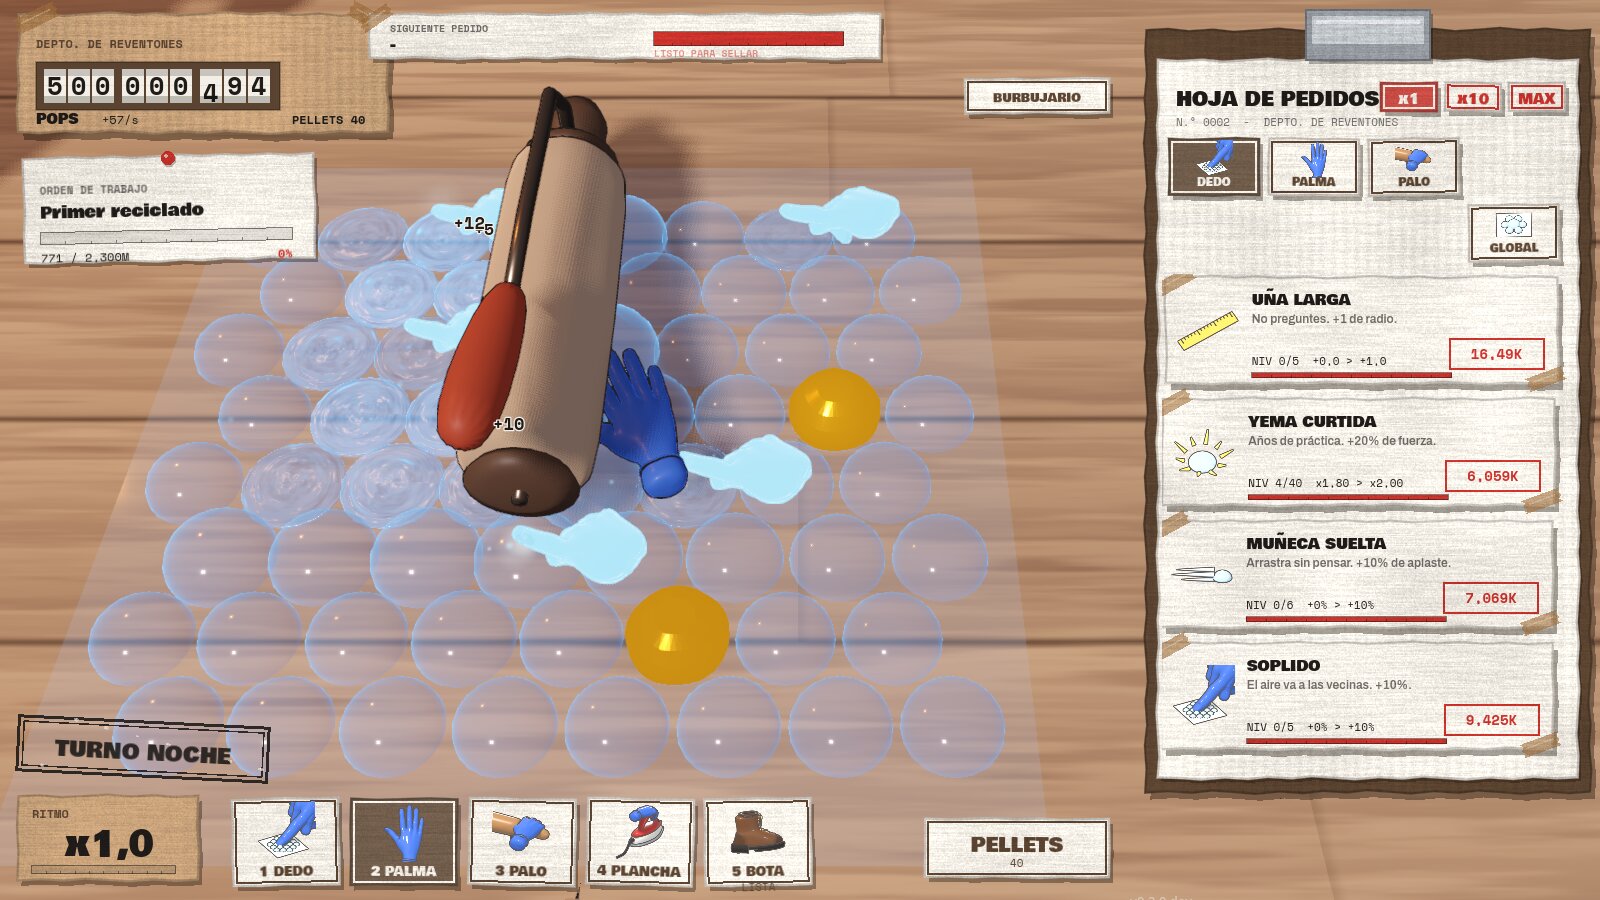 DEPTO. DE REVENTONES
500 000 494
POPS +57/s PELLETS 40
SIGUIENTE PEDIDO
-
LISTO PARA SELLAR
BURBUJARIO
ORDEN DE TRABAJO
Primer reciclado
771 / 2,300M 0%
+12
+10
HOJA DE PEDIDOS x1 x10 MAX
N.° 0002 - DEPTO. DE REVENTONES
DEDO PALMA PALO
GLOBAL
UÑA LARGA
No preguntes. +1 de radio.
NIV 0/5 +0,0 > +1,0
16,49K
YEMA CURTIDA
Años de práctica. +20% de fuerza.
NIV 4/40 x1,80 > x2,00
6,059K
MUÑECA SUELTA
Arrastra sin pensar. +10% de aplaste.
NIV 0/6 +0% > +10%
7,069K
SOPLIDO
El aire va a las vecinas. +10%.
NIV 0/5 +0% > +10%
9,425K
TURNO NOCHE
RITMO
x1,0
1 DEDO 2 PALMA 3 PALO 4 PLANCHA 5 BOTA
LISTA
PELLETS
40